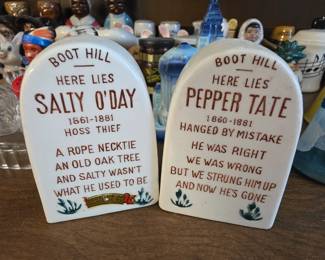 BOOT HILL
HERE LIES
SALTY O'DAY
1861-1881
HOSS THIEF
A ROPE NECKTIE
AN OLD OAK TREE
AND SALTY WASN'T
WHAT HE USED TO BE
BOOT HILL
HERE LIES
PEPPER TATE
1860-1881
HANGED BY MISTAKE
HE WAS RIGHT
WE WAS WRONG
BUT WE STRUNG HIM UP
AND NOW HE'S GONE